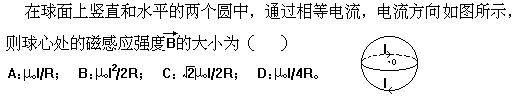 在球面上竖直和水平的两个圆中，通过相等电流，电流方向如图所示，
则球心处的磁感应强度B的大小为（ ）
A:μ₀I/R; B:μ₀I²/2R; C:√2μ₀I/2R; D:μ₀I/4R。
I
O
I